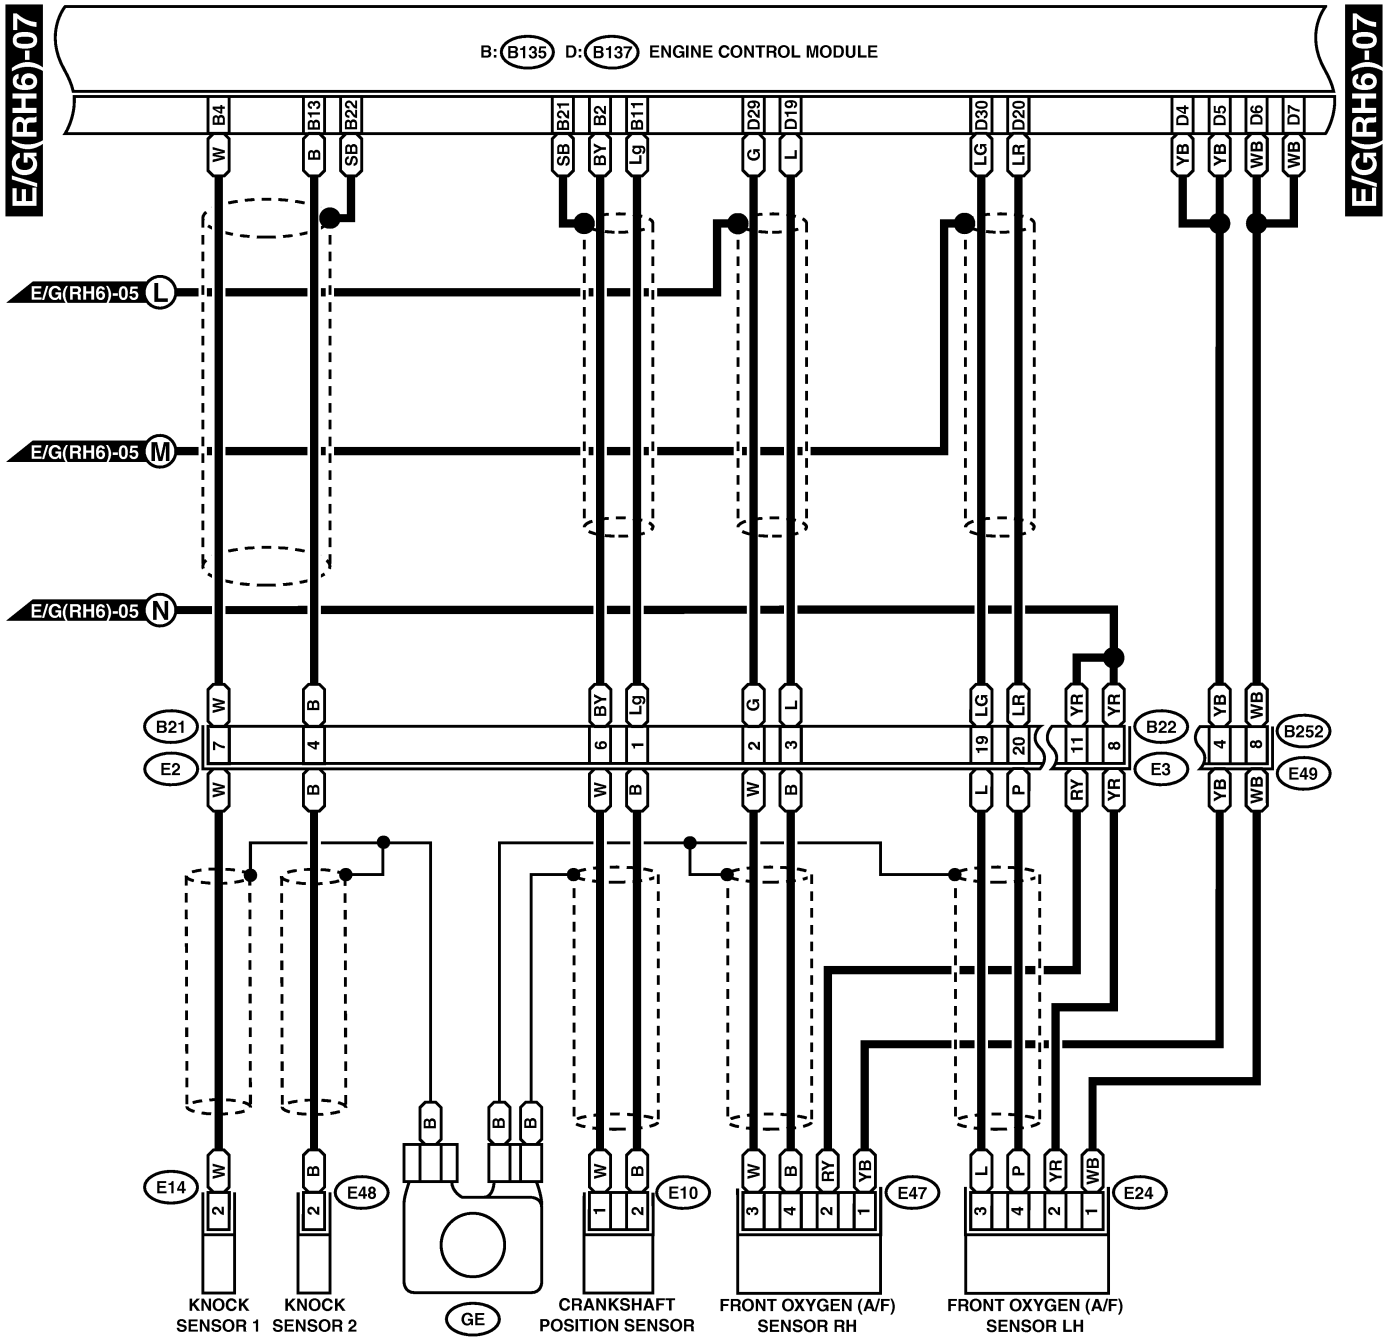 E/G(RH6)-07
E/G(RH6)-07
B: B135 D: B137 ENGINE CONTROL MODULE
B4 B13 B22 B21 B2 B11 D29 D19 D30 D20 D4 D5 D6 D7
W B SB SB BY Lg G L LG LR YB YB WB WB
E/G(RH6)-05 L
E/G(RH6)-05 M
E/G(RH6)-05 N
W B BY Lg G L LG LR YR YR YB WB
B21 B22 B252
7 4 6 1 2 3 19 20 11 8 4 8
E2 E3 E49
W B W B W B L P RY YR YB WB
B B B
W B W B W B RY YB L P YR WB
E14 E48 E10 E47 E24
2 2 1 2 3 4 2 1 3 4 2 1
KNOCK
SENSOR 1
KNOCK
SENSOR 2
GE
CRANKSHAFT
POSITION SENSOR
FRONT OXYGEN (A/F)
SENSOR RH
FRONT OXYGEN (A/F)
SENSOR LH